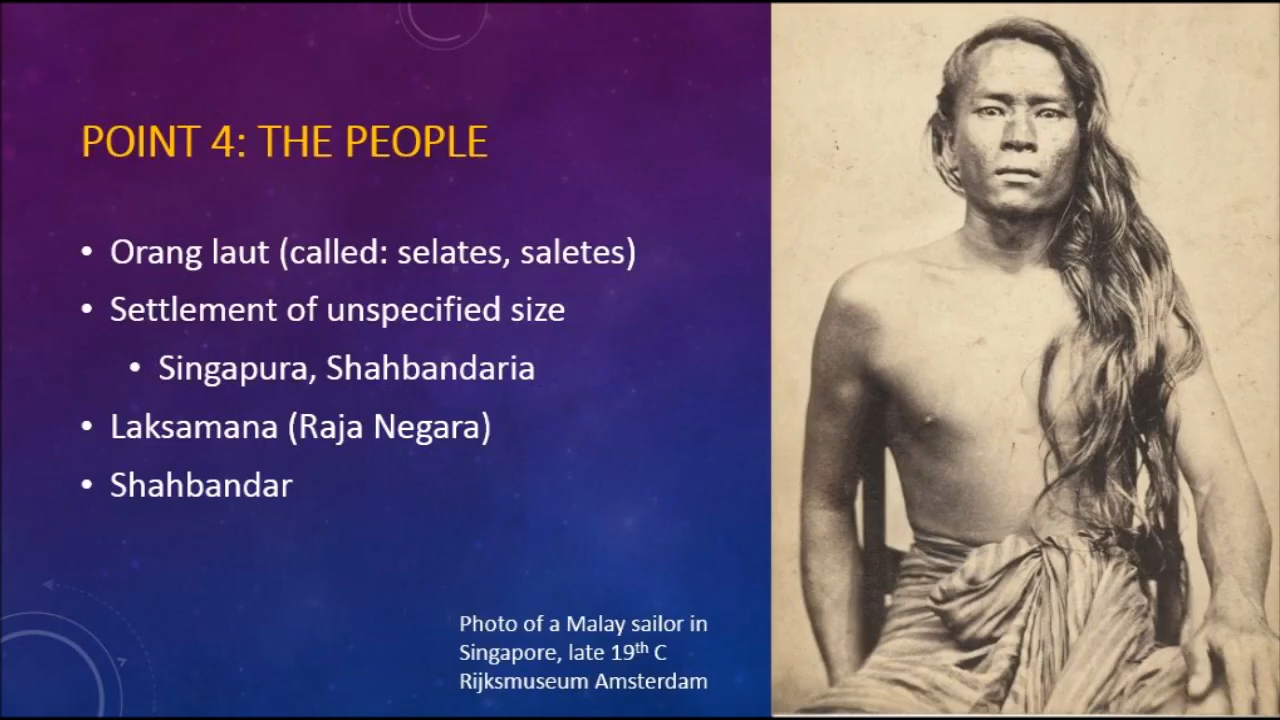 POINT 4: THE PEOPLE
• Orang laut (called: selates, saletes)
• Settlement of unspecified size
• Singapura, Shahbandaria
• Laksamana (Raja Negara)
• Shahbandar
Photo of a Malay sailor in
Singapore, late 19th C
Rijksmuseum Amsterdam